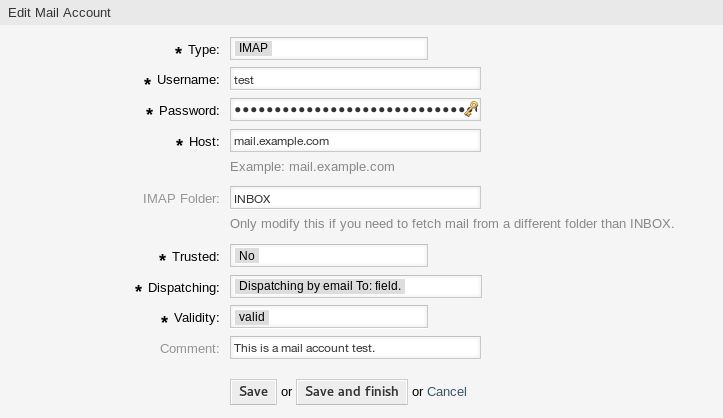 Edit Mail Account
* Type: IMAP
* Username: test
* Password: ●●●●●●●●●●●●●●●●●●●●●●●●●●●●●●
* Host: mail.example.com
Example: mail.example.com
IMAP Folder: INBOX
Only modify this if you need to fetch mail from a different folder than INBOX.
* Trusted: No
* Dispatching: Dispatching by email To: field.
* Validity: valid
Comment: This is a mail account test.
Save or Save and finish or Cancel